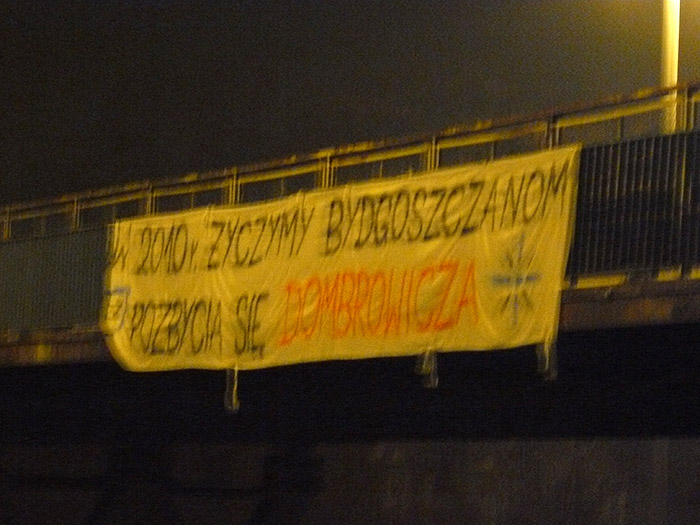 W 2010r. ŻYCZYMY BYDGOSZCZANOM
POZBYCIA SIĘ DOMBROWICZA